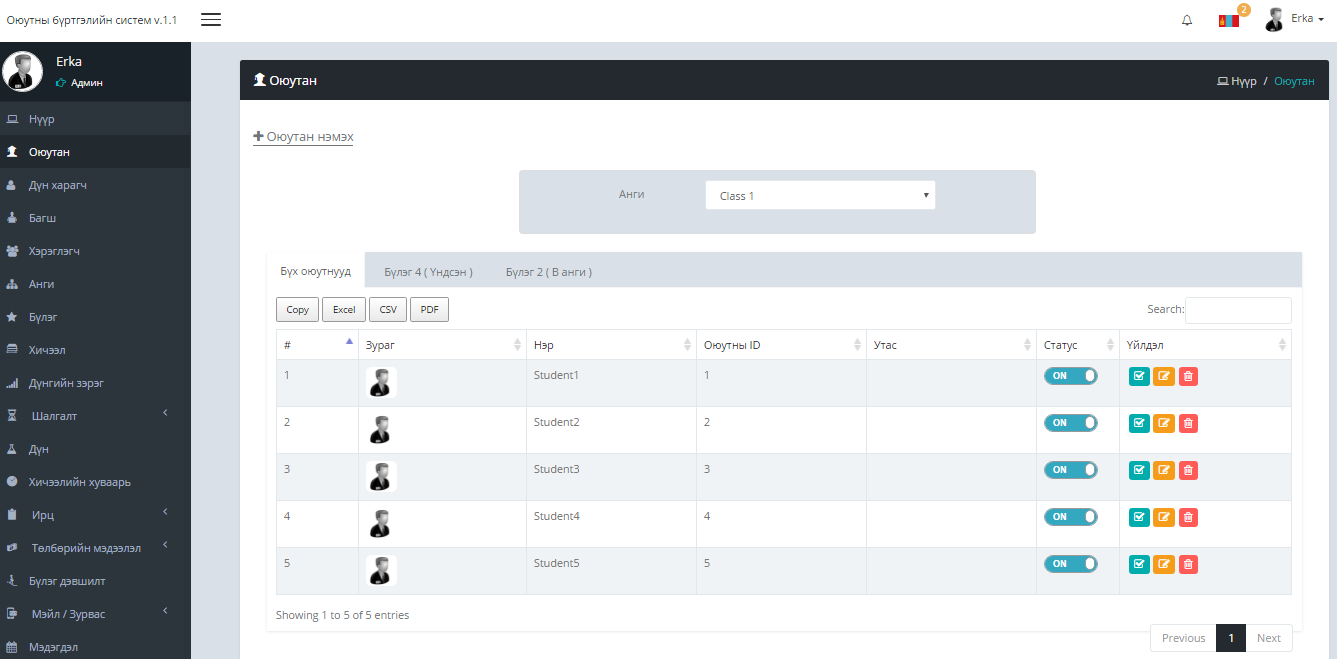 Оюутны бүртгэлийн систем v.1.1
2
Erka
Erka
Админ
Нүүр
Оюутан
Дүн харагч
Багш
Хэрэглэгч
Анги
Бүлэг
Хичээл
Дүнгийн зэрэг
Шалгалт
Дүн
Хичээлийн хуваарь
Ирц
Төлбөрийн мэдээлэл
Бүлэг дэвшилт
Мэйл / Зурвас
Мэдэгдэл
Оюутан
Нүүр / Оюутан
Оюутан нэмэх
Анги Class 1
Бүх оюутнууд Бүлэг 4 ( Үндсэн ) Бүлэг 2 ( В анги )
Copy Excel CSV PDF Search:
# Зураг Нэр Оюутны ID Утас Статус Үйлдэл
1 Student1 1 ON
2 Student2 2 ON
3 Student3 3 ON
4 Student4 4 ON
5 Student5 5 ON
Showing 1 to 5 of 5 entries
Previous 1 Next